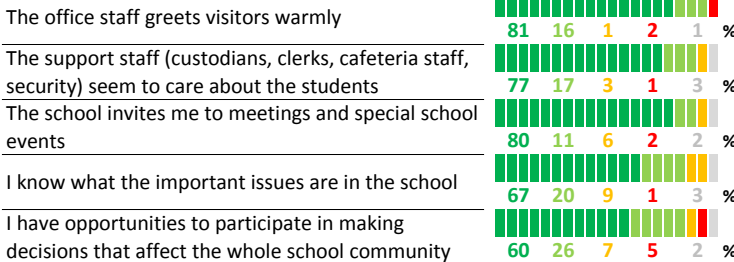 The office staff greets visitors warmly
81 16 1 2 1 %
The support staff (custodians, clerks, cafeteria staff,
security) seem to care about the students
77 17 3 1 3 %
The school invites me to meetings and special school
events
80 11 6 2 2 %
I know what the important issues are in the school
67 20 9 1 3 %
I have opportunities to participate in making
decisions that affect the whole school community
60 26 7 5 2 %